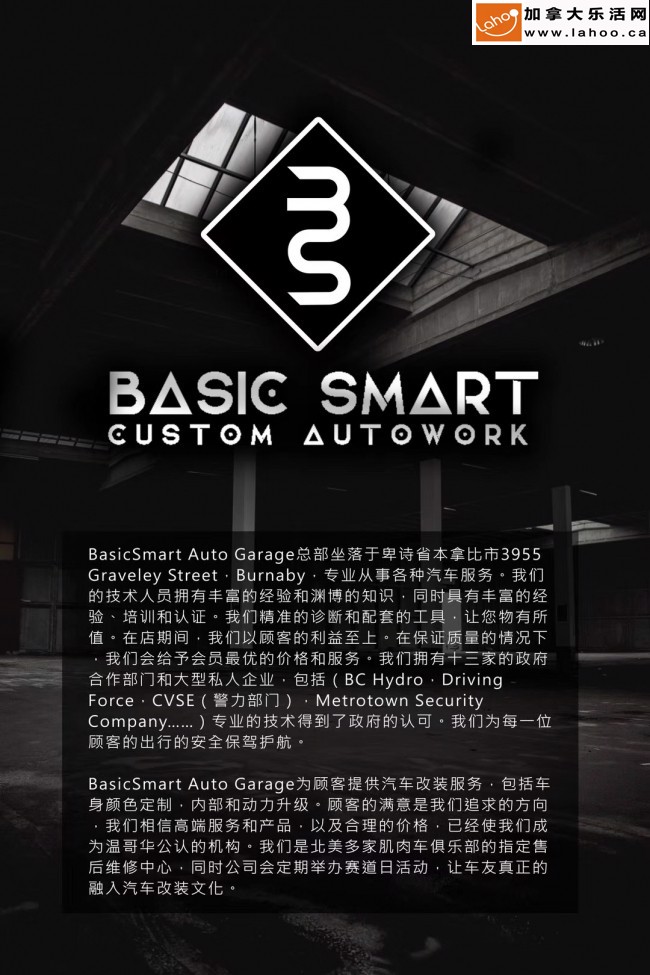 Laho
加拿大乐活网
www.lahoo.ca
BS
BASIC SMART
CUSTOM AUTOWORK
BasicSmart Auto Garage总部坐落于卑诗省本拿比市3955
Graveley Street，Burnaby，专业从事各种汽车服务。我们
的技术人员拥有丰富的经验和渊博的知识，同时具有丰富的经
验、培训和认证。我们精准的诊断和配套的工具，让您物有所
值。在店期间，我们以顾客的利益至上。在保证质量的情况下
，我们会给予会员最优的价格和服务。我们拥有十三家的政府
合作部门和大型私人企业，包括（BC Hydro，Driving
Force，CVSE（警力部门），Metrotown Security
Company……）专业的技术得到了政府的认可。我们为每一位
顾客的出行的安全保驾护航。
BasicSmart Auto Garage为顾客提供汽车改装服务，包括车
身颜色定制，内部和动力升级。顾客的满意是我们追求的方向
，我们相信高端服务和产品，以及合理的价格，已经使我们成
为温哥华公认的机构。我们是北美多家肌肉车俱乐部的指定售
后维修中心，同时公司会定期举办赛道日活动，让车友真正的
融入汽车改装文化。